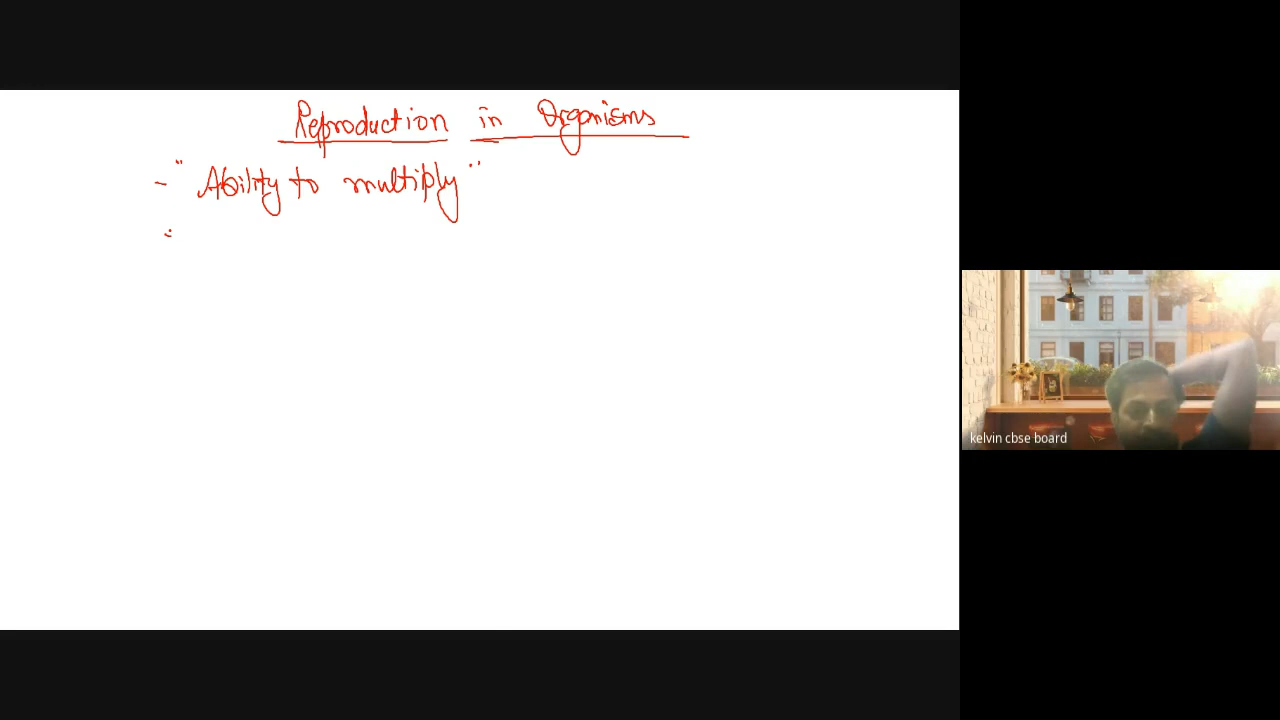 Reproduction in Organisms
- "Ability to multiply"
kelvin cbse board